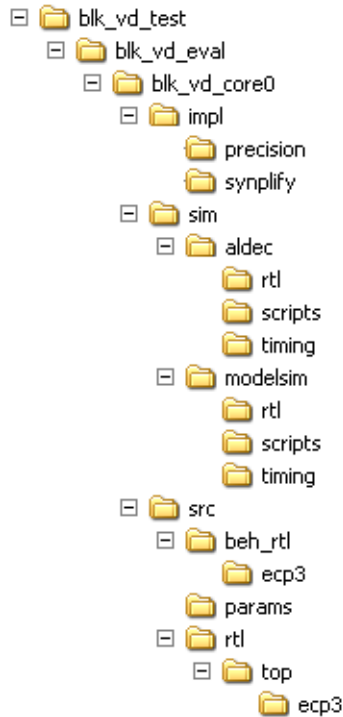 blk_vd_test
blk_vd_eval
blk_vd_core0
impl
precision
synplify
sim
aldec
rtl
scripts
timing
modelsim
rtl
scripts
timing
src
beh_rtl
ecp3
params
rtl
top
ecp3